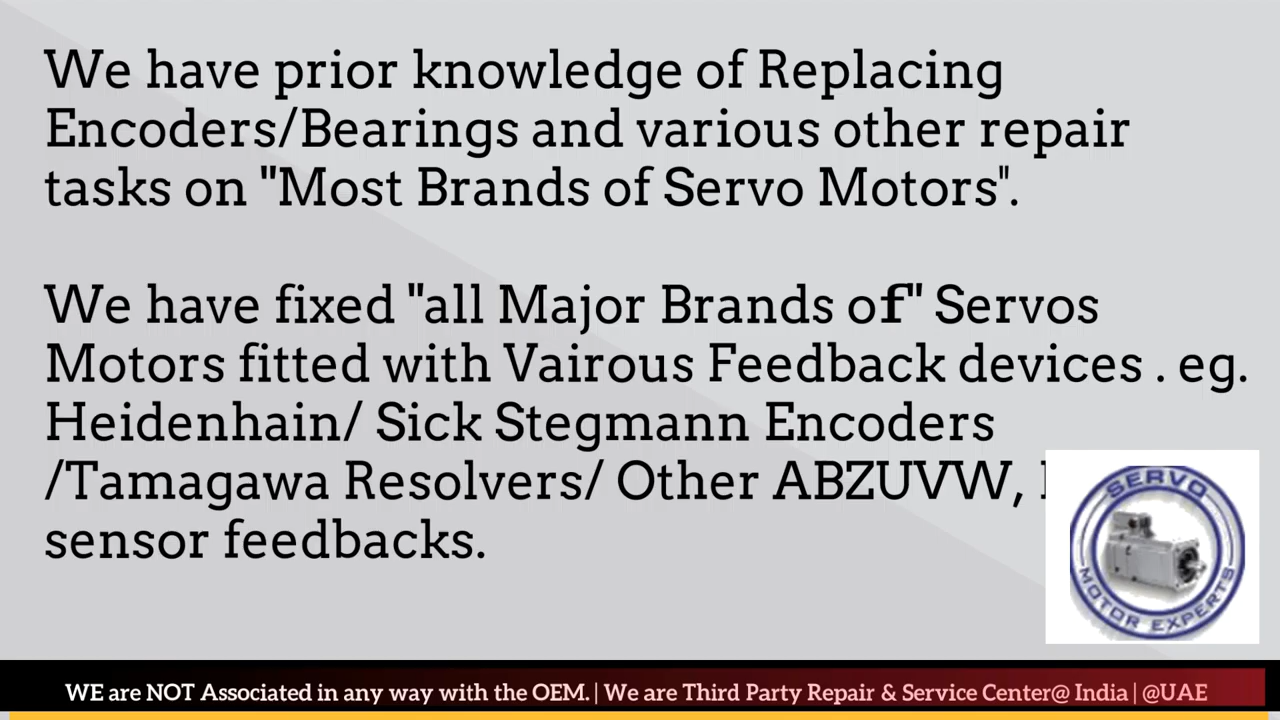 We have prior knowledge of Replacing
Encoders/Bearings and various other repair
tasks on "Most Brands of Servo Motors".
We have fixed "all Major Brands of" Servos
Motors fitted with Vairous Feedback devices . eg.
Heidenhain/ Sick Stegmann Encoders
/Tamagawa Resolvers/ Other ABZUVW,
sensor feedbacks.
SERVO
MOTOR EXPERTS
WE are NOT Associated in any way with the OEM. | We are Third Party Repair & Service Center@ India | @UAE